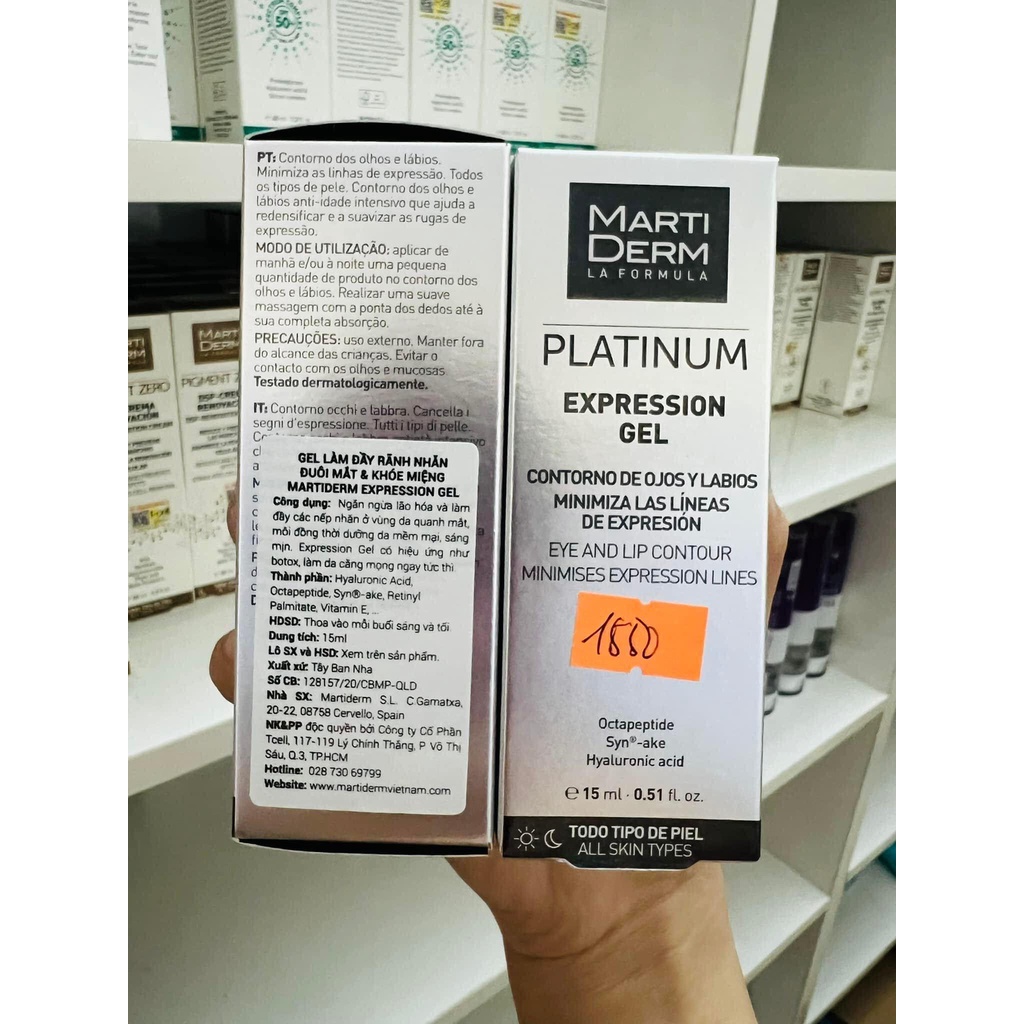 PT: Contorno dos olhos e lábios.
Minimiza as linhas de expressão. Todos
os tipos de pele. Contorno dos olhos e
lábios anti-idade intensivo que ajuda a
redensificar e a suavizar as rugas de
expressão.
MODO DE UTILIZAÇÃO: aplicar de
manhã e/ou à noite uma pequena
quantidade de produto no contorno dos
olhos e lábios. Realizar uma suave
massagem com a ponta dos dedos até à
sua completa absorção.
PRECAUÇÕES: uso externo. Manter fora
do alcance das crianças. Evitar o
contacto com os olhos e mucosas
Testado dermatologicamente.
IT: Contorno occhi e labbra. Cancella i
segni d'espressione. Tutti i tipi di pelle.
GEL LÀM ĐẦY RÃNH NHĂN
ĐUÔI MẮT & KHÓE MIỆNG
MARTIDERM EXPRESSION GEL
Công dụng: Ngăn ngừa lão hóa và làm
đầy các nếp nhăn ở vùng da quanh mắt,
môi đồng thời dưỡng da mềm mại, sáng
mịn. Expression Gel có hiệu ứng như
botox, làm da căng mọng ngay tức thì
Thành phần: Hyaluronic Acid,
Octapeptide, Syn®-ake, Retinyl
Palmitate, Vitamin E, ...
HDSD: Thoa vào mỗi buổi sáng và tối
Dung tích: 15ml
Lô SX và HSD: Xem trên sản phẩm.
Xuất xứ: Tây Ban Nha
Số CB: 128157/20/CBMP-QLD
Nhà SX: Martiderm S.L. C.Gamatxa,
20-22, 08758 Cervello, Spain
NK&PP độc quyền bởi Công ty Cổ Phần
Tcell, 117-119 Lý Chính Thắng, P Võ Thị
Sáu, Q.3, TP.HCM
Hotline: 028 730 69799
Website: www.martidermvietnam.com
MARTI
DERM
LA FORMULA
PLATINUM
EXPRESSION
GEL
CONTORNO DE OJOS Y LABIOS
MINIMIZA LAS LÍNEAS
DE EXPRESIÓN
EYE AND LIP CONTOUR
MINIMISES EXPRESSION LINES
1550
Octapeptide
Syn®-ake
Hyaluronic acid
℮ 15 ml · 0.51 fl. oz.
TODO TIPO DE PIEL
ALL SKIN TYPES